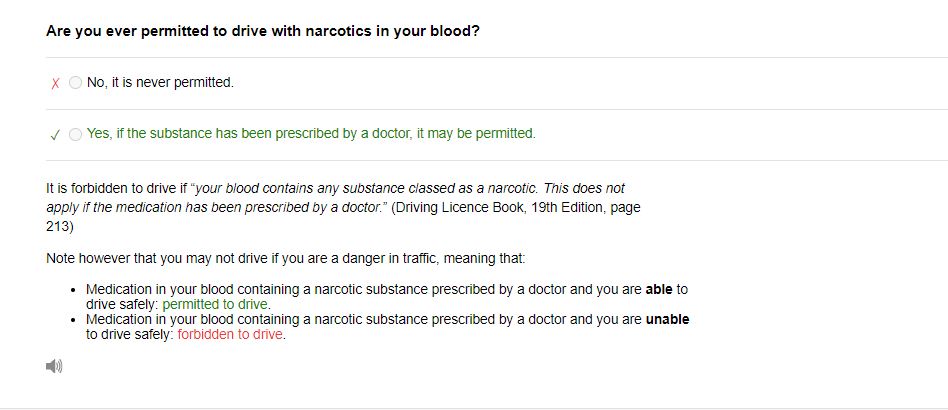 Are you ever permitted to drive with narcotics in your blood?
✗ No, it is never permitted.
✓ Yes, if the substance has been prescribed by a doctor, it may be permitted.
It is forbidden to drive if “your blood contains any substance classed as a narcotic. This does not
apply if the medication has been prescribed by a doctor.” (Driving Licence Book, 19th Edition, page
213)
Note however that you may not drive if you are a danger in traffic, meaning that:
• Medication in your blood containing a narcotic substance prescribed by a doctor and you are able to
drive safely: permitted to drive.
• Medication in your blood containing a narcotic substance prescribed by a doctor and you are unable
to drive safely: forbidden to drive.